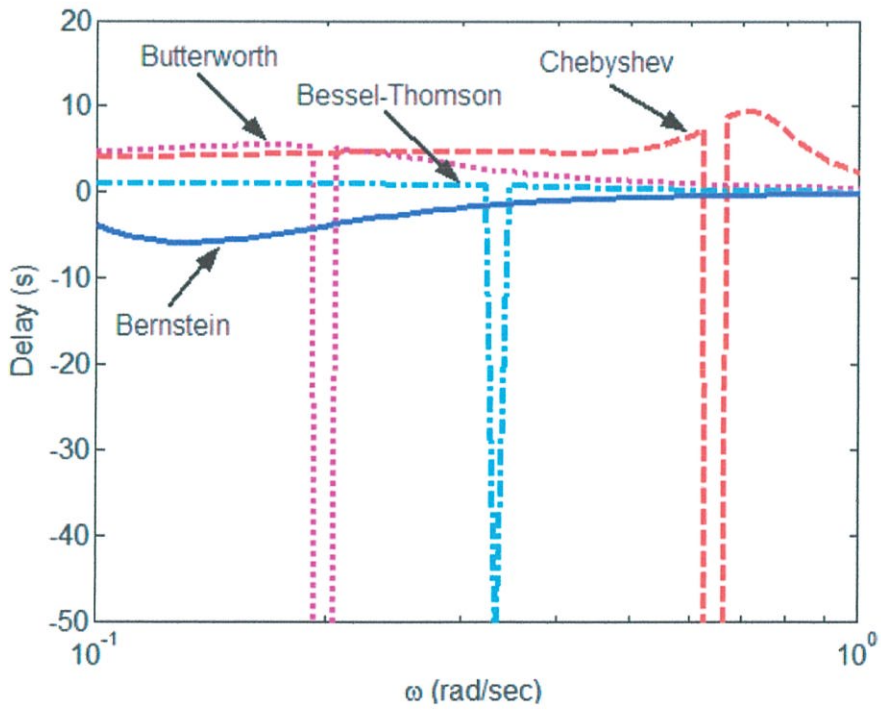 20
10
0
-10
-20
-30
-40
-50
Delay (s)
Butterworth
Bessel-Thomson
Chebyshev
Bernstein
10⁻¹
10⁰
ω (rad/sec)